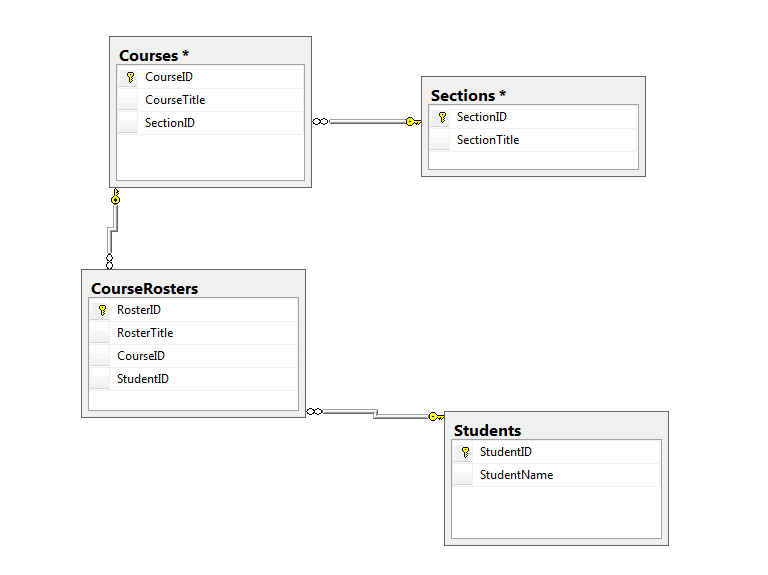 Courses *
CourseID
CourseTitle
SectionID
Sections *
SectionID
SectionTitle
CourseRosters
RosterID
RosterTitle
CourseID
StudentID
Students
StudentID
StudentName